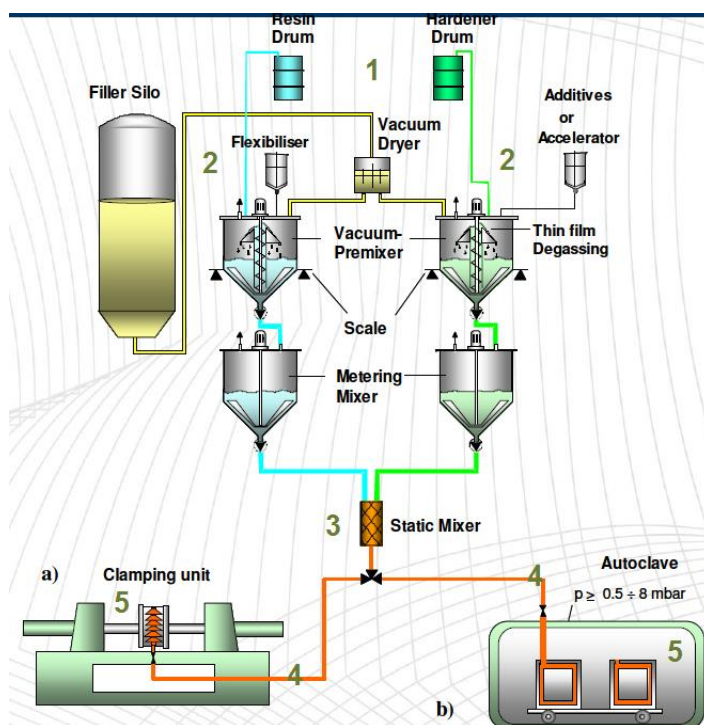 Resin
Drum
Hardener
Drum
1
Filler Silo
Additives
or
Accelerator
Vacuum
Dryer
Flexibiliser
2
2
Vacuum-
Premixer
Thin film
Degassing
Scale
Metering
Mixer
3
Static Mixer
a)
Clamping unit
4
Autoclave
p ≥ 0.5 ÷ 8 mbar
5
5
4
b)